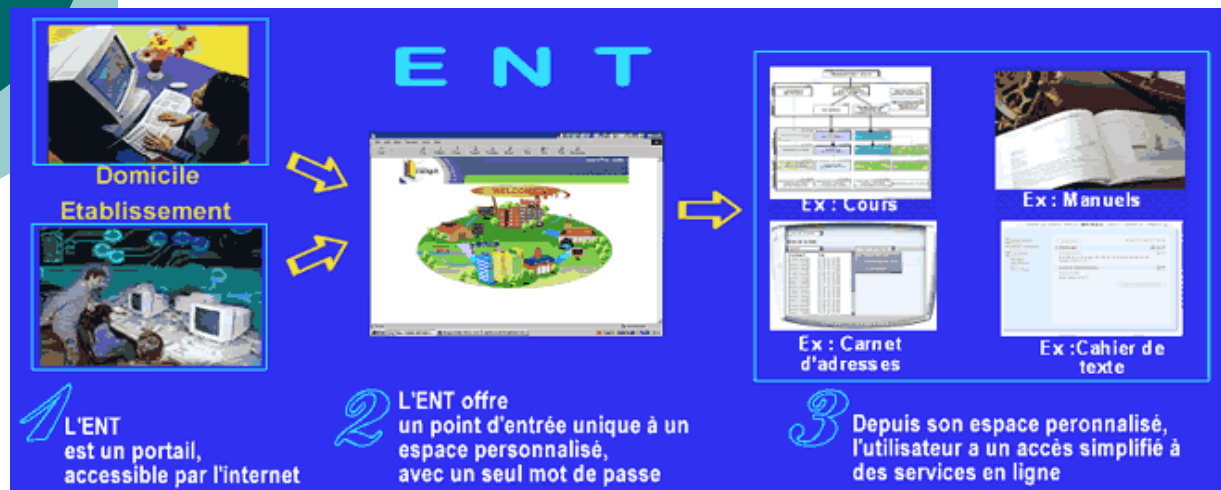 E N T
Domicile
Etablissement
WELCOME
Ex : Cours
Ex : Manuels
Ex : Carnet
d'adresses
Ex :Cahier de
texte
1
L'ENT
est un portail,
accessible par l'internet
2
L'ENT offre
un point d'entrée unique à un
espace personnalisé,
avec un seul mot de passe
3
Depuis son espace peronnalisé,
l'utilisateur a un accès simplifié à
des services en ligne